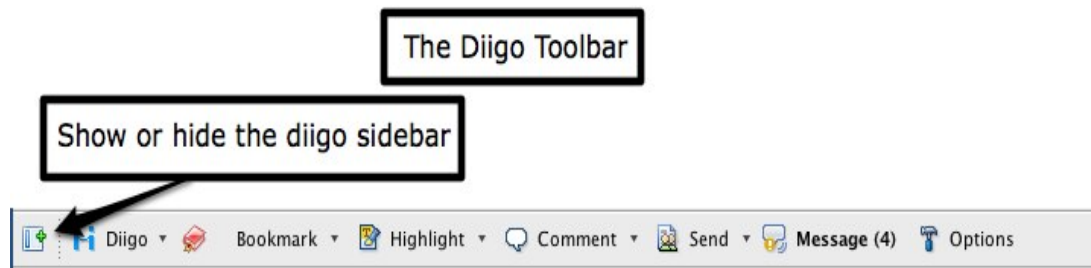 The Diigo Toolbar
Show or hide the diigo sidebar
Diigo Bookmark Highlight Comment Send Message (4) Options